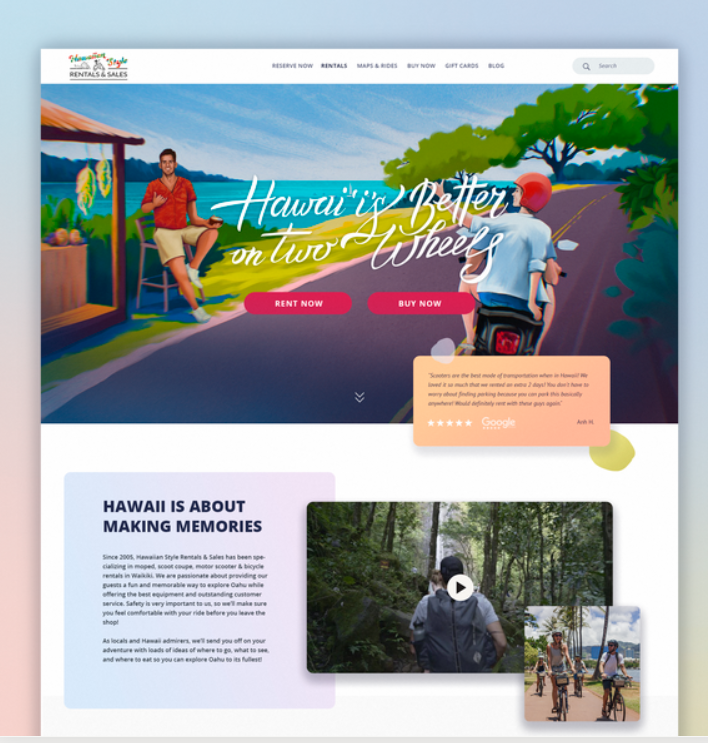 Hawaiian Style
RENTALS & SALES
RESERVE NOW RENTALS MAPS & RIDES BUY NOW GIFT CARDS BLOG
Search
Hawai'i is Better
on two Wheels
RENT NOW BUY NOW
"Scooters are the best mode of transportation when in Hawaii! We
loved it so much that we rented an extra 2 days! You don't have to
worry about finding parking because you can park this basically
anywhere! Would definitely rent with these guys again."
Google
Anh H.
HAWAII IS ABOUT
MAKING MEMORIES
Since 2005, Hawaiian Style Rentals & Sales has been spe-
cializing in moped, scoot coupe, motor scooter & bicycle
rentals in Waikiki. We are passionate about providing our
guests a fun and memorable way to explore Oahu while
offering the best equipment and outstanding customer
service. Safety is very important to us, so we'll make sure
you feel comfortable with your ride before you leave the
shop!
As locals and Hawaii admirers, we'll send you off on your
adventure with loads of ideas of where to go, what to see,
and where to eat so you can explore Oahu to its fullest!